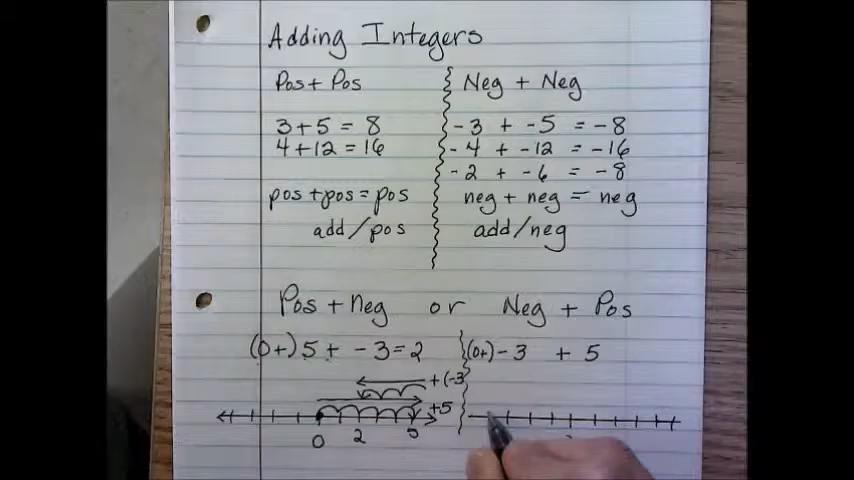 Adding Integers
Pos + Pos
3 + 5 = 8
4 + 12 = 16
pos + pos = pos
add/pos
Neg + Neg
-3 + -5 = -8
-4 + -12 = -16
-2 + -6 = -8
neg + neg = neg
add/neg
Pos + neg or Neg + Pos
(0+) 5 + -3 = 2
+(-3
+5
0 2 5
(0+) -3 + 5